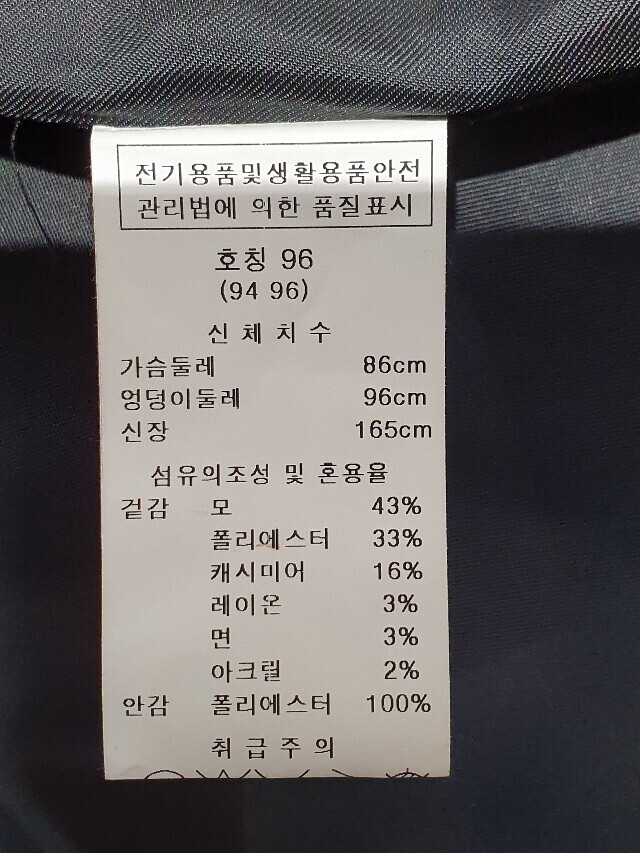 전기용품및생활용품안전
관리법에 의한 품질표시
호칭 96
(94 96)
신 체 치 수
가슴둘레 86cm
엉덩이둘레 96cm
신장 165cm
섬유의조성 및 혼용율
겉감 모 43%
폴리에스터 33%
캐시미어 16%
레이온 3%
면 3%
아크릴 2%
안감 폴리에스터 100%
취 급 주 의